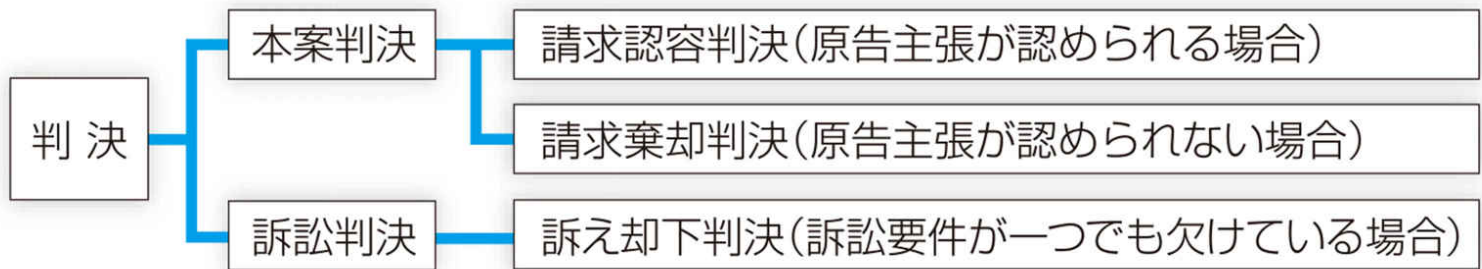 判決
本案判決
請求認容判決(原告主張が認められる場合)
請求棄却判決(原告主張が認められない場合)
訴訟判決
訴え却下判決(訴訟要件が一つでも欠けている場合)